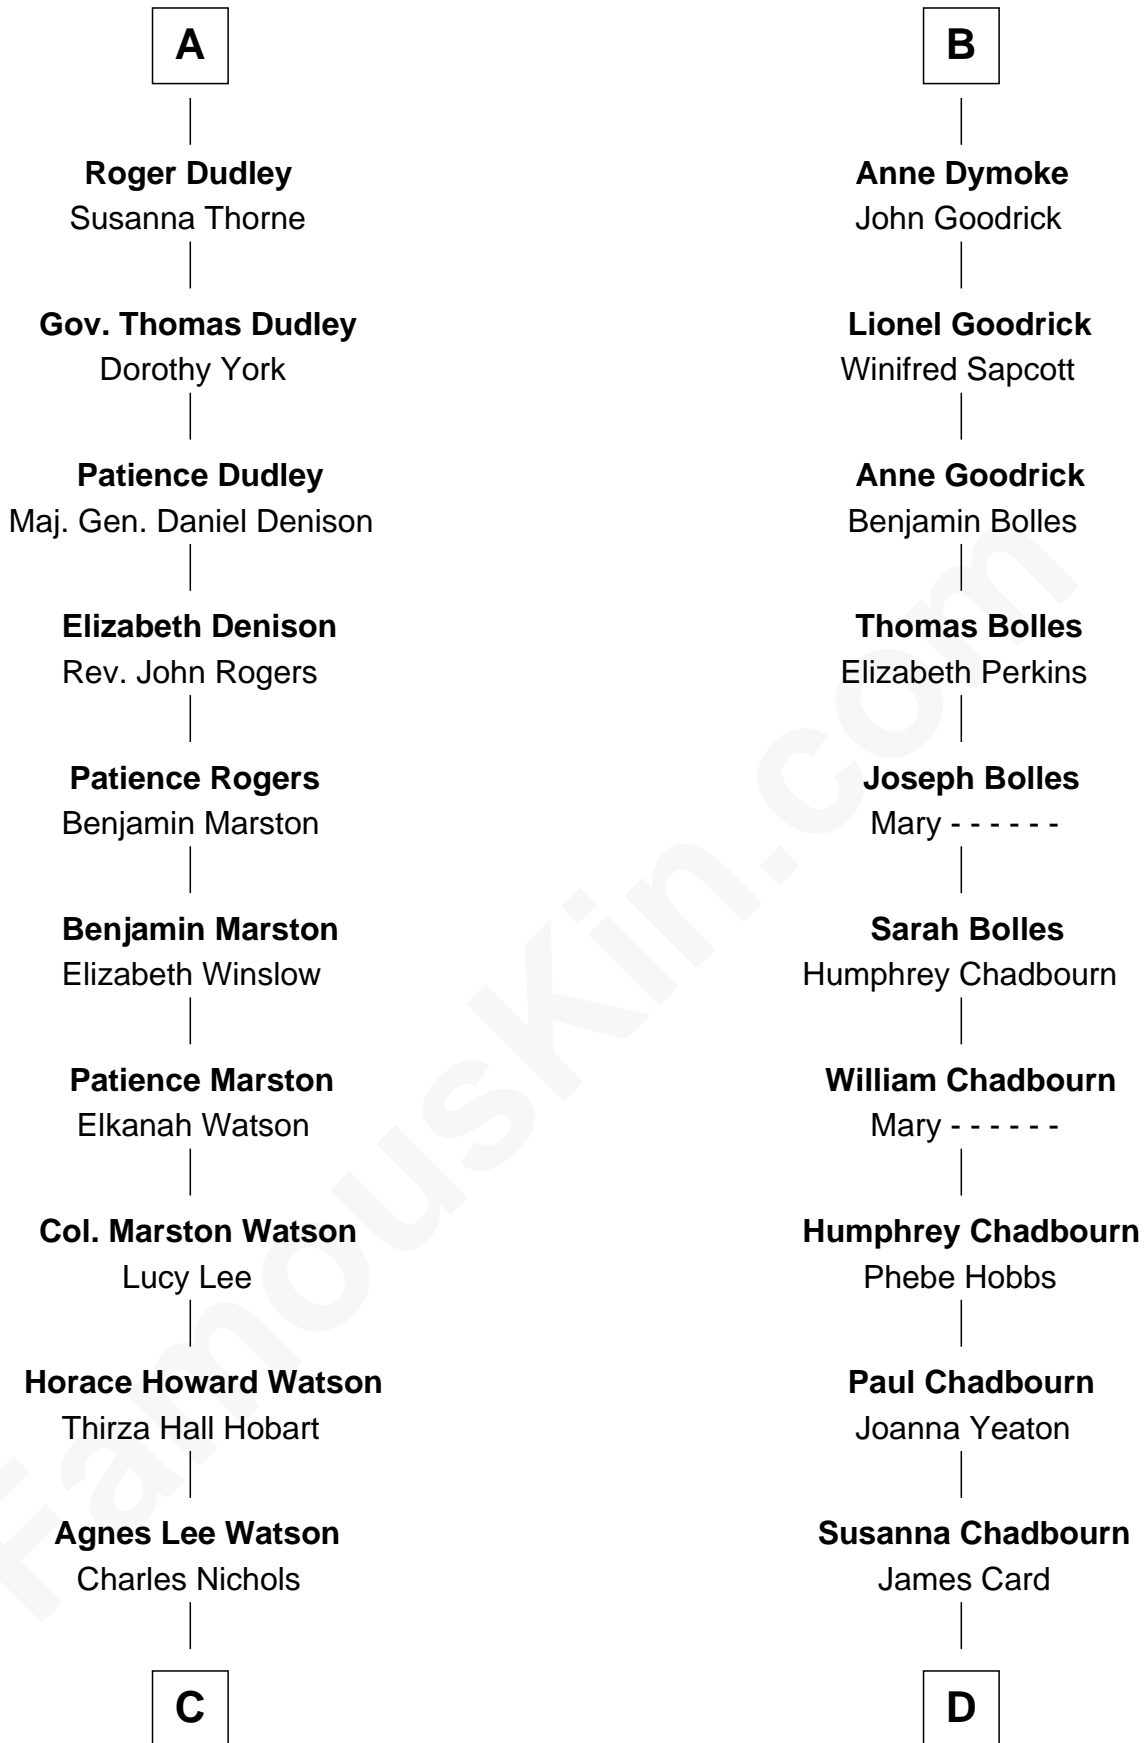 A
Roger Dudley
Susanna Thorne
Gov. Thomas Dudley
Dorothy York
Patience Dudley
Maj. Gen. Daniel Denison
Elizabeth Denison
Rev. John Rogers
Patience Rogers
Benjamin Marston
Benjamin Marston
Elizabeth Winslow
Patience Marston
Elkanah Watson
Col. Marston Watson
Lucy Lee
Horace Howard Watson
Thirza Hall Hobart
Agnes Lee Watson
Charles Nichols
C
B
Anne Dymoke
John Goodrick
Lionel Goodrick
Winifred Sapcott
Anne Goodrick
Benjamin Bolles
Thomas Bolles
Elizabeth Perkins
Joseph Bolles
Mary - - - - - -
Sarah Bolles
Humphrey Chadbourn
William Chadbourn
Mary - - - - - -
Humphrey Chadbourn
Phebe Hobbs
Paul Chadbourn
Joanna Yeaton
Susanna Chadbourn
James Card
D
FamousKin.com